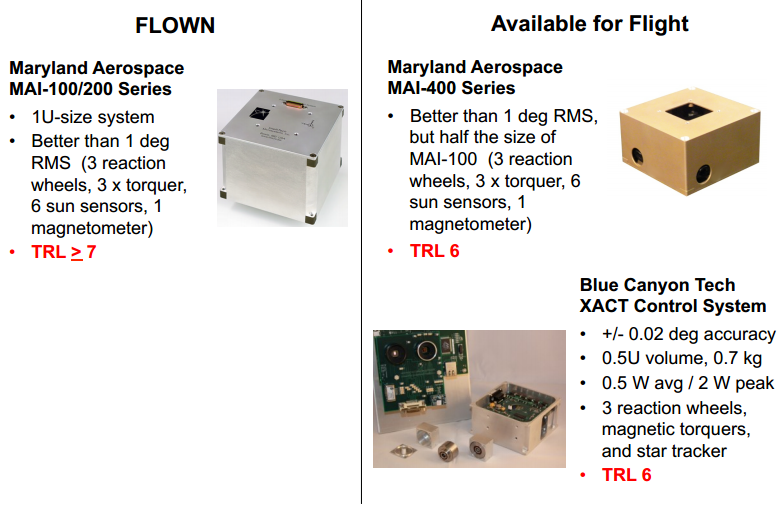 FLOWN
Maryland Aerospace
MAI-100/200 Series
• 1U-size system
• Better than 1 deg
RMS (3 reaction
wheels, 3 x torquer,
6 sun sensors, 1
magnetometer)
• TRL > 7
Available for Flight
Maryland Aerospace
MAI-400 Series
• Better than 1 deg RMS,
but half the size of
MAI-100 (3 reaction
wheels, 3 x torquer, 6
sun sensors, 1
magnetometer)
• TRL 6
Blue Canyon Tech
XACT Control System
• +/- 0.02 deg accuracy
• 0.5U volume, 0.7 kg
• 0.5 W avg / 2 W peak
• 3 reaction wheels,
magnetic torquers,
and star tracker
• TRL 6